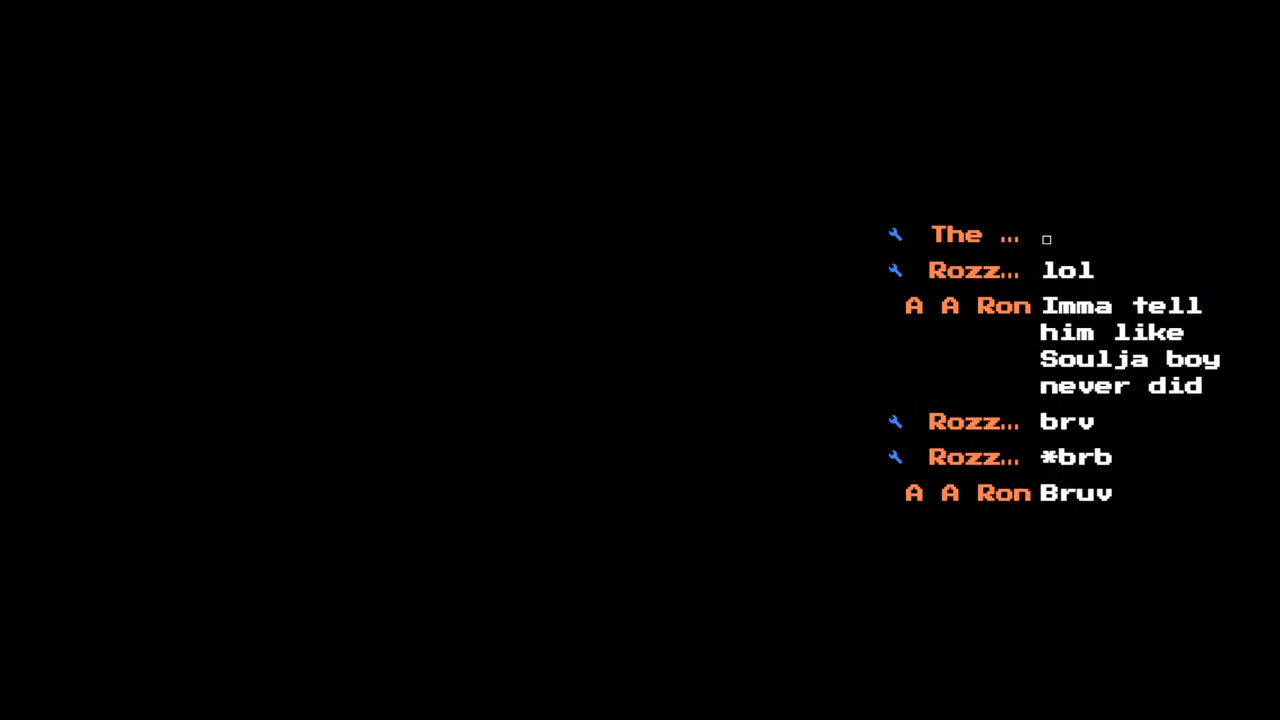 The ... □
Rozz... lol
A A Ron Imma tell
him like
Soulja boy
never did
Rozz... brv
Rozz... *brb
A A Ron Bruv